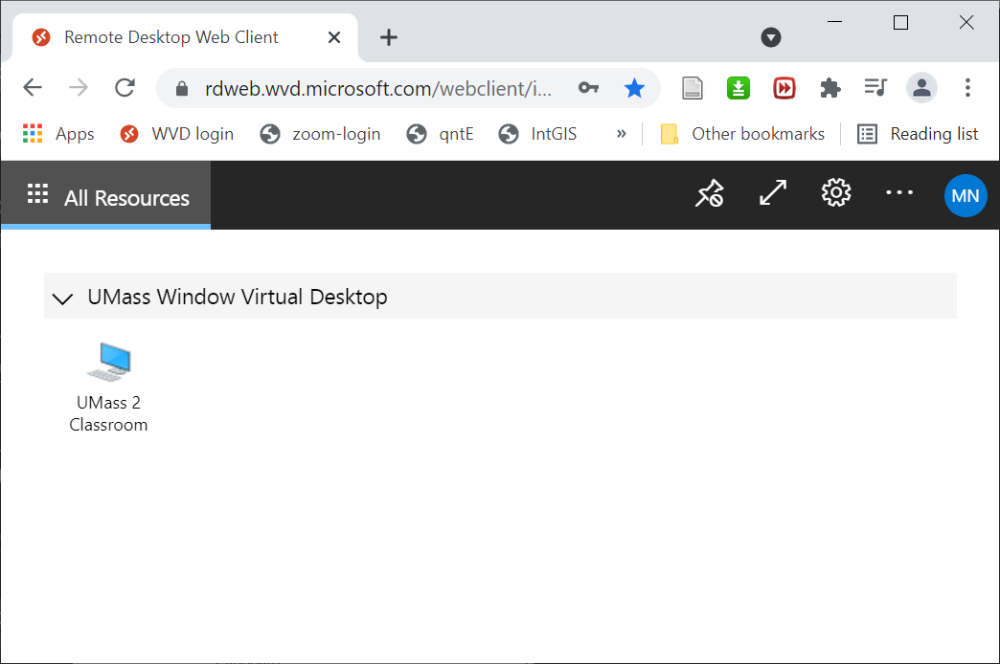 Remote Desktop Web Client
rdweb.wvd.microsoft.com/webclient/i...
Apps WVD login zoom-login qntE IntGIS » Other bookmarks Reading list
All Resources MN
UMass Window Virtual Desktop
UMass 2
Classroom